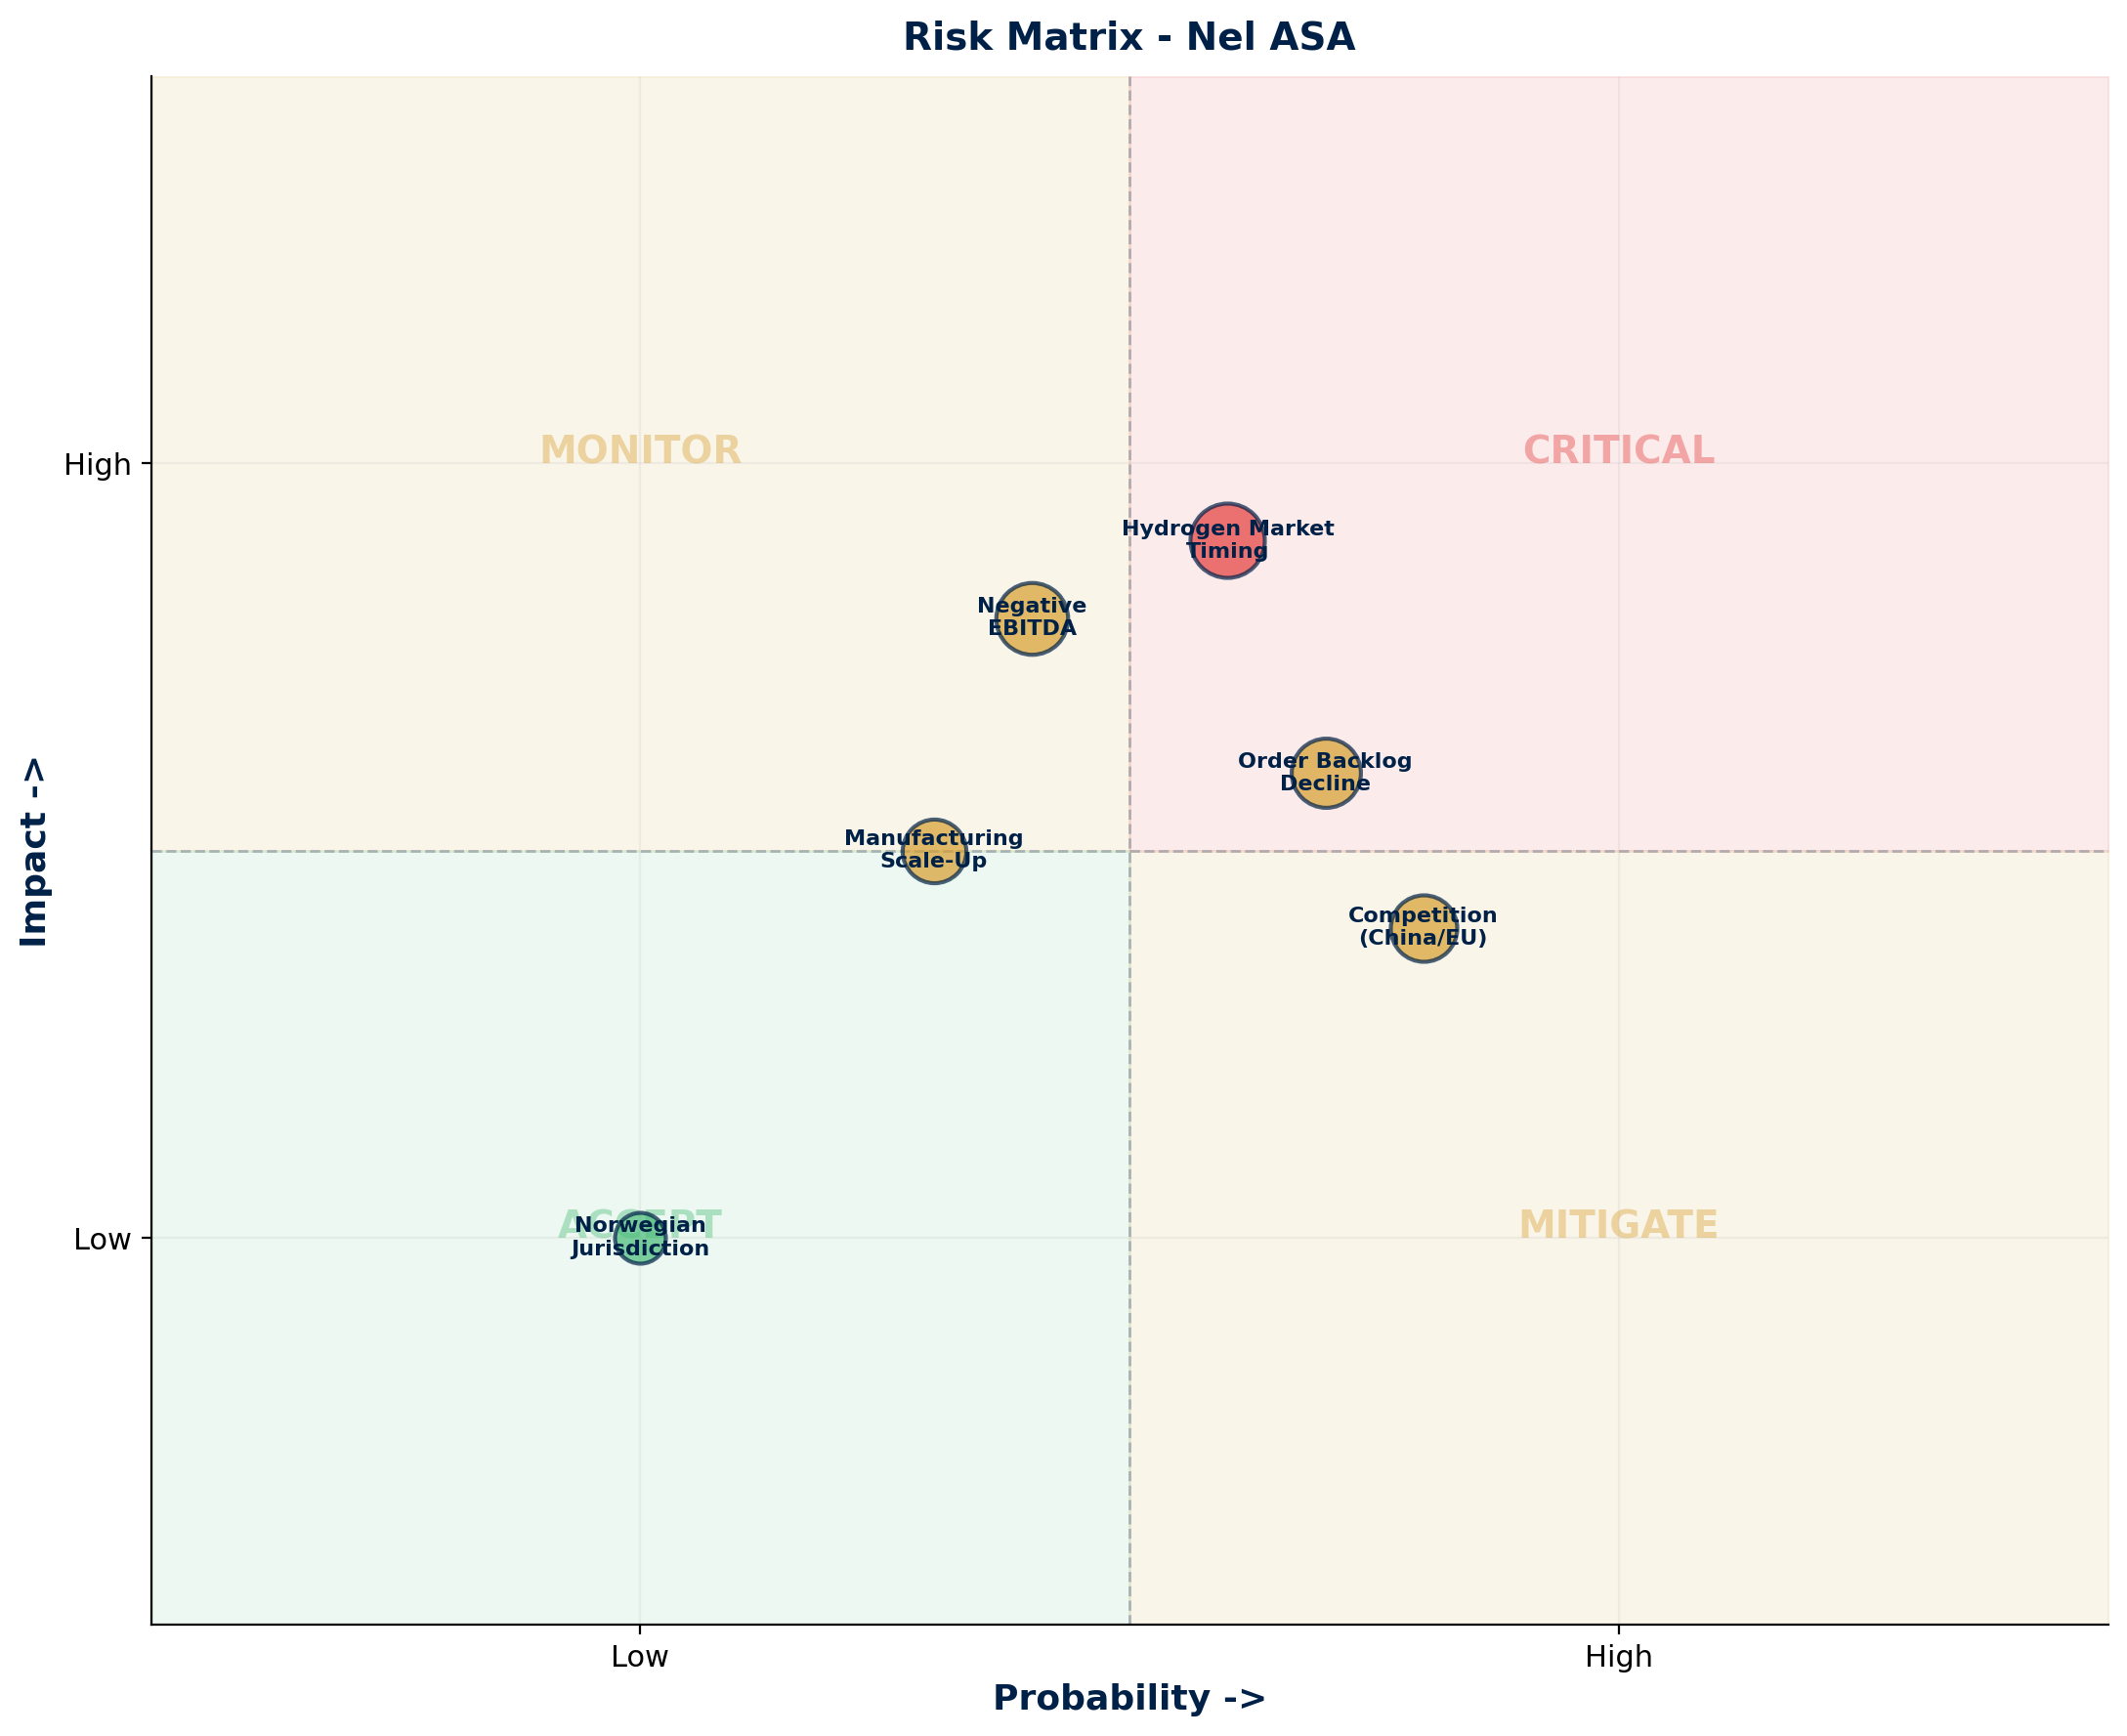 Risk Matrix - Nel ASA
Impact -->
High
Low
MONITOR
CRITICAL
Hydrogen Market
Timing
Negative
EBITDA
Order Backlog
Decline
Manufacturing
Scale-Up
Competition
(China/EU)
ACCEPT
Norwegian
Jurisdiction
MITIGATE
Low
High
Probability ->